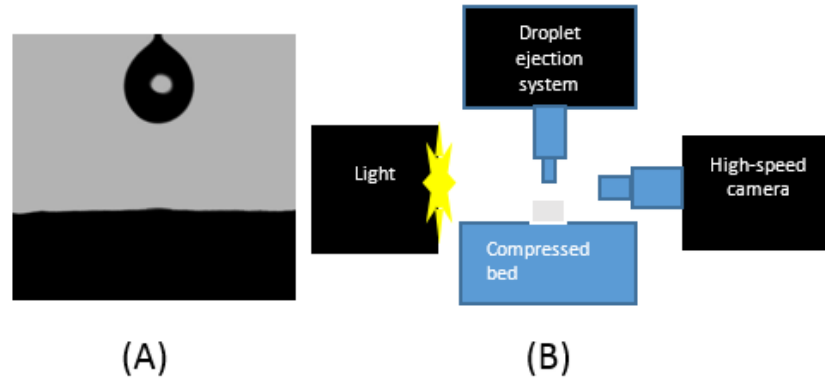 Droplet
ejection
system
Light
High-speed
camera
Compressed
bed
(A)
(B)